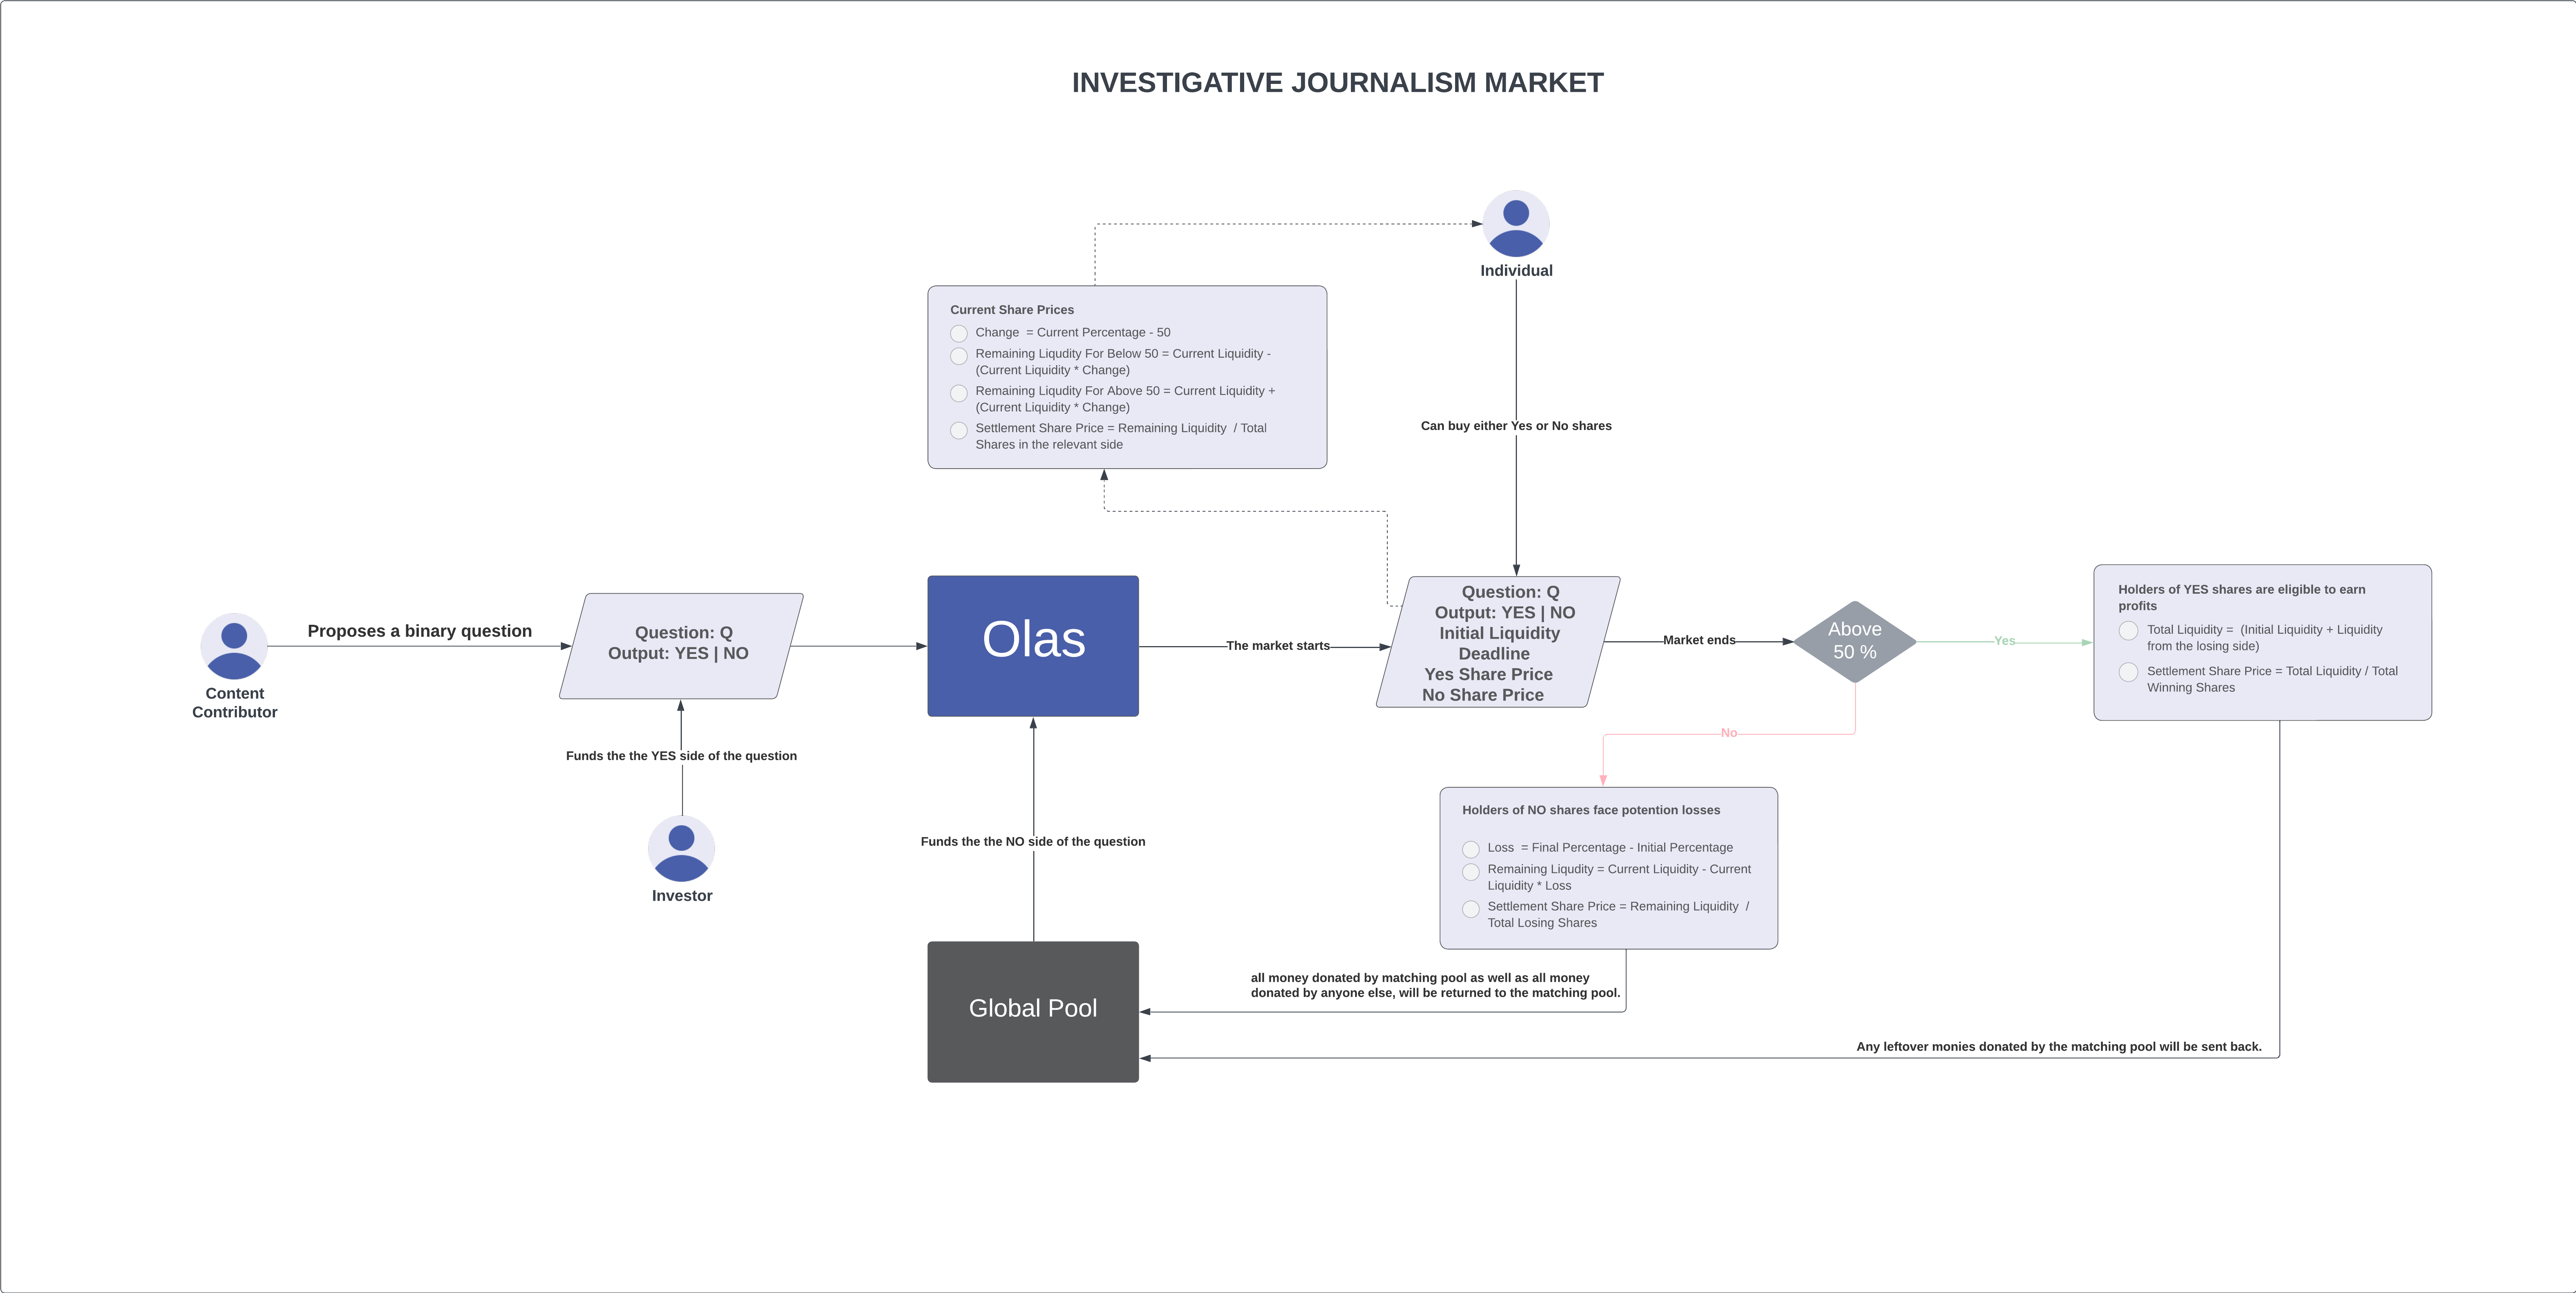 INVESTIGATIVE JOURNALISM MARKET
Individual
Current Share Prices
Change  = Current Percentage - 50
Remaining Liqudity For Below 50 = Current Liquidity -
(Current Liquidity * Change)
Remaining Liqudity For Above 50 = Current Liquidity +
(Current Liquidity * Change)
Settlement Share Price = Remaining Liquidity  / Total
Shares in the relevant side
Can buy either Yes or No shares
Content
Contributor
Proposes a binary question
Question: Q
Output: YES | NO
Funds the the YES side of the question
Investor
Olas
The market starts
Question: Q
Output: YES | NO
Initial Liquidity
Deadline
Yes Share Price
No Share Price
Market ends
Above
50 %
Yes
Holders of YES shares are eligible to earn
profits
Total Liquidity =  (Initial Liquidity + Liquidity
from the losing side)
Settlement Share Price = Total Liquidity / Total
Winning Shares
No
Holders of NO shares face potention losses
Loss  = Final Percentage - Initial Percentage
Remaining Liqudity = Current Liquidity - Current
Liquidity * Loss
Settlement Share Price = Remaining Liquidity  /
Total Losing Shares
Funds the the NO side of the question
Global Pool
all money donated by matching pool as well as all money
donated by anyone else, will be returned to the matching pool.
Any leftover monies donated by the matching pool will be sent back.